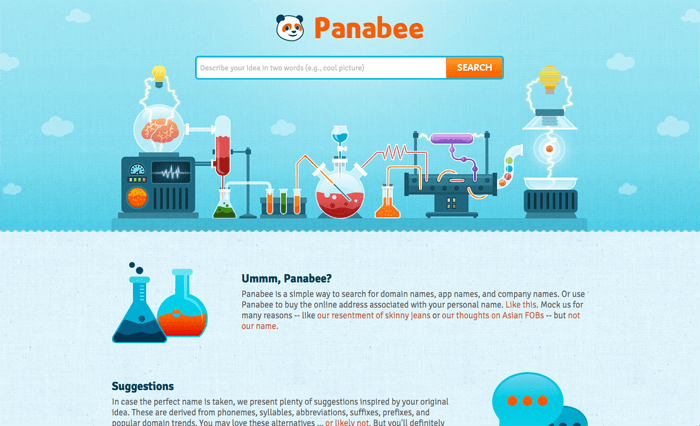 Panabee
Describe your idea in two words (e.g., cool picture)
SEARCH
Ummm, Panabee?
Panabee is a simple way to search for domain names, app names, and company names. Or use
Panabee to buy the online address associated with your personal name. Like this. Mock us for
many reasons -- like our resentment of skinny jeans or our thoughts on Asian FOBs -- but not
our name.
Suggestions
In case the perfect name is taken, we present plenty of suggestions inspired by your original
idea. These are derived from phonemes, syllables, abbreviations, suffixes, prefixes, and
popular domain trends. You may love these alternatives ... or likely not. But you'll definitely